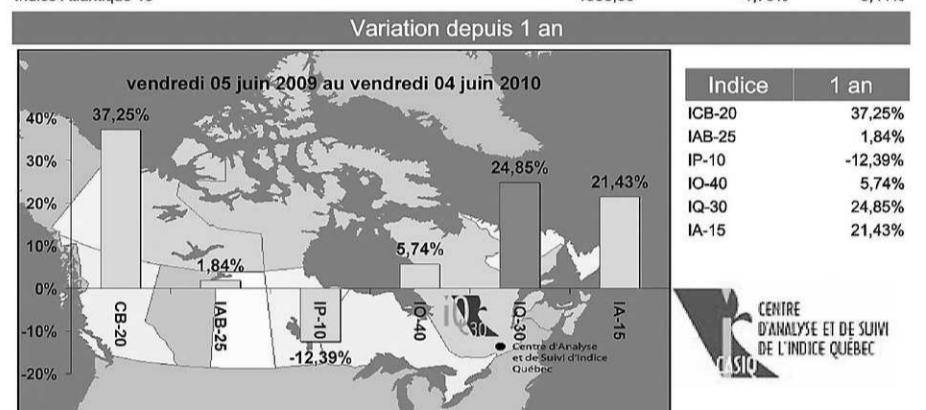 Variation depuis 1 an
vendredi 05 juin 2009 au vendredi 04 juin 2010
40%
30%
20%
10%
0%
-10%
-20%
37,25%
1,84%
-12,39%
5,74%
24,85%
21,43%
CB-20
IAB-25
IP-10
IO-40
IQ-30
IA-15
iQ30
Centre d'Analyse
et de Suivi d'Indice
Québec
Indice 1 an
ICB-20 37,25%
IAB-25 1,84%
IP-10 -12,39%
IO-40 5,74%
IQ-30 24,85%
IA-15 21,43%
CASIQ
CENTRE
D'ANALYSE ET DE SUIVI
DE L'INDICE QUÉBEC